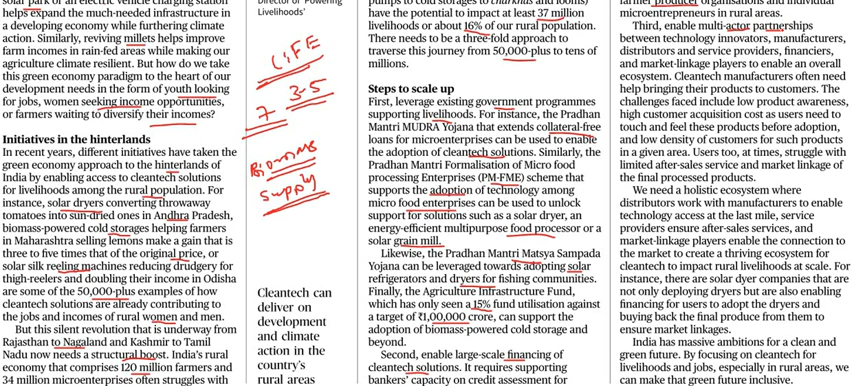 solar park or an electric vehicle charging station
helps expand the much-needed infrastructure in
a developing economy while furthering climate
action. Similarly, reviving millets helps improve
farm incomes in rain-fed areas while making our
agriculture climate resilient. But how do we take
this green economy paradigm to the heart of our
development needs in the form of youth looking
for jobs, women seeking income opportunities,
or farmers waiting to diversify their incomes?
Initiatives in the hinterlands
In recent years, different initiatives have taken the
green economy approach to the hinterlands of
India by enabling access to cleantech solutions
for livelihoods among the rural population. For
instance, solar dryers converting throwaway
tomatoes into sun-dried ones in Andhra Pradesh,
biomass-powered cold storages helping farmers
in Maharashtra selling lemons make a gain that is
three to five times that of the original price, or
solar silk reeling machines reducing drudgery for
thigh-reelers and doubling their income in Odisha
are some of the 50,000-plus examples of how
cleantech solutions are already contributing to
the jobs and incomes of rural women and men.
But this silent revolution that is underway from
Rajasthan to Nagaland and Kashmir to Tamil
Nadu now needs a structural boost. India's rural
economy that comprises 120 million farmers and
34 million microenterprises often struggles with
Director of 'Powering
Livelihoods'
LIFE
7 3-5
Biomass
supply
Cleantech can
deliver on
development
and climate
action in the
country's
rural areas
pumps to cold storages to charkhas and looms)
have the potential to impact at least 37 million
livelihoods or about 16% of our rural population.
There needs to be a three-fold approach to
traverse this journey from 50,000-plus to tens of
millions.
Steps to scale up
First, leverage existing government programmes
supporting livelihoods. For instance, the Pradhan
Mantri MUDRA Yojana that extends collateral-free
loans for microenterprises can be used to enable
the adoption of cleantech solutions. Similarly, the
Pradhan Mantri Formalisation of Micro food
processing Enterprises (PM-FME) scheme that
supports the adoption of technology among
micro food enterprises can be used to unlock
support for solutions such as a solar dryer, an
energy-efficient multipurpose food processor or a
solar grain mill.
Likewise, the Pradhan Mantri Matsya Sampada
Yojana can be leveraged towards adopting solar
refrigerators and dryers for fishing communities.
Finally, the Agriculture Infrastructure Fund,
which has only seen a 15% fund utilisation against
a target of ₹1,00,000 crore, can support the
adoption of biomass-powered cold storage and
beyond.
Second, enable large-scale financing of
cleantech solutions. It requires supporting
bankers' capacity on credit assessment for
farmer producer organisations and individual
microentrepreneurs in rural areas.
Third, enable multi-actor partnerships
between technology innovators, manufacturers,
distributors and service providers, financiers,
and market-linkage players to enable an overall
ecosystem. Cleantech manufacturers often need
help bringing their products to customers. The
challenges faced include low product awareness,
high customer acquisition cost as users need to
touch and feel these products before adoption,
and low density of customers for such products
in a given area. Users too, at times, struggle with
limited after-sales service and market linkage of
the final processed products.
We need a holistic ecosystem where
distributors work with manufacturers to enable
technology access at the last mile, service
providers ensure after-sales services, and
market-linkage players enable the connection to
the market to create a thriving ecosystem for
cleantech to impact rural livelihoods at scale. For
instance, there are solar dryer companies that are
not only deploying dryers but are also enabling
financing for users to adopt the dryers and
buying back the final produce from them to
ensure market linkages.
India has massive ambitions for a clean and
green future. By focusing on cleantech for
livelihoods and jobs, especially in rural areas, we
can make that green future inclusive.